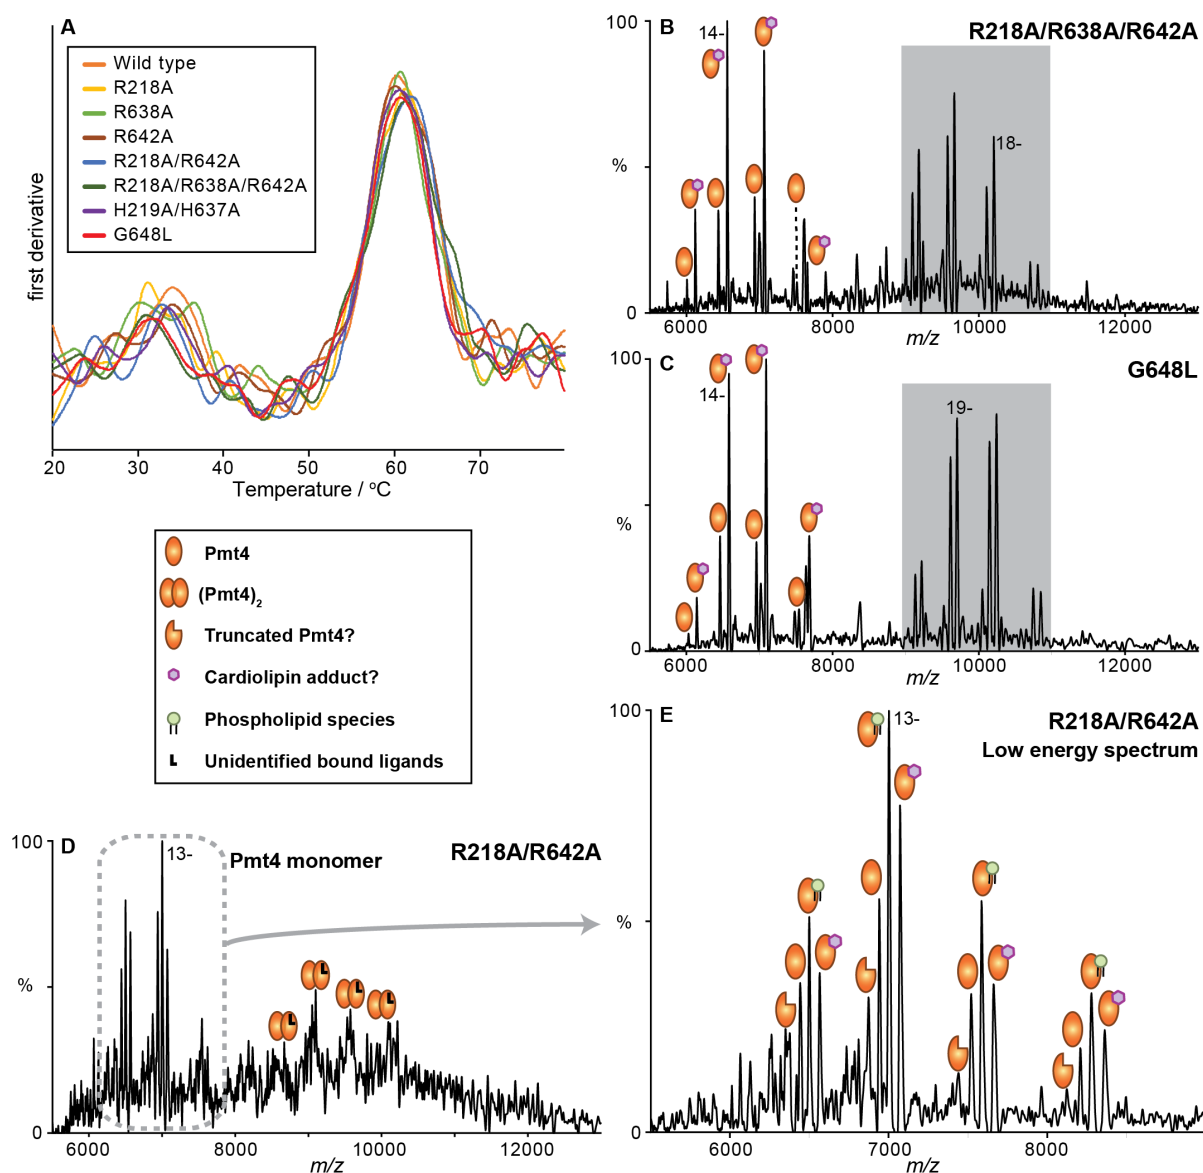 A
Wild type
R218A
R638A
R642A
R218A/R642A
R218A/R638A/R642A
H219A/H637A
G648L
first derivative
20
30
40
50
60
70
Temperature / °C
B
R218A/R638A/R642A
100
14-
18-
%
0
6000
8000
10000
12000
m/z
C
G648L
100
14-
19-
%
0
6000
8000
10000
12000
m/z
Pmt4
(Pmt4)₂
Truncated Pmt4?
Cardiolipin adduct?
Phospholipid species
L Unidentified bound ligands
D
R218A/R642A
100
13-
Pmt4 monomer
L
L
L
L
%
0
6000
8000
10000
12000
m/z
E
R218A/R642A
Low energy spectrum
100
13-
%
0
6000
7000
8000
m/z